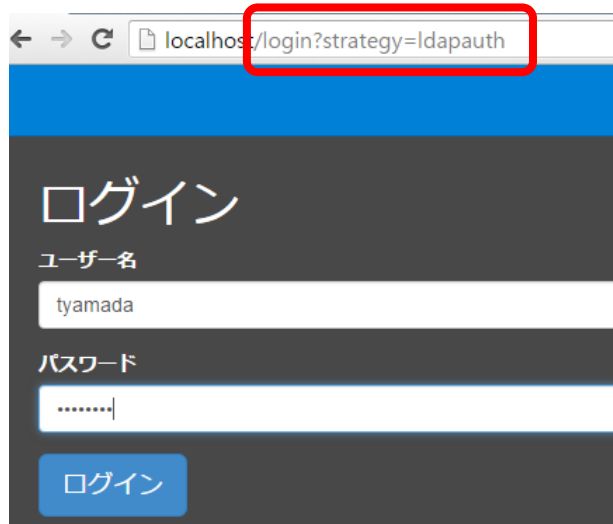 localhost/login?strategy=ldapauth
ログイン
ユーザー名
tyamada
パスワード
••••••••
ログイン